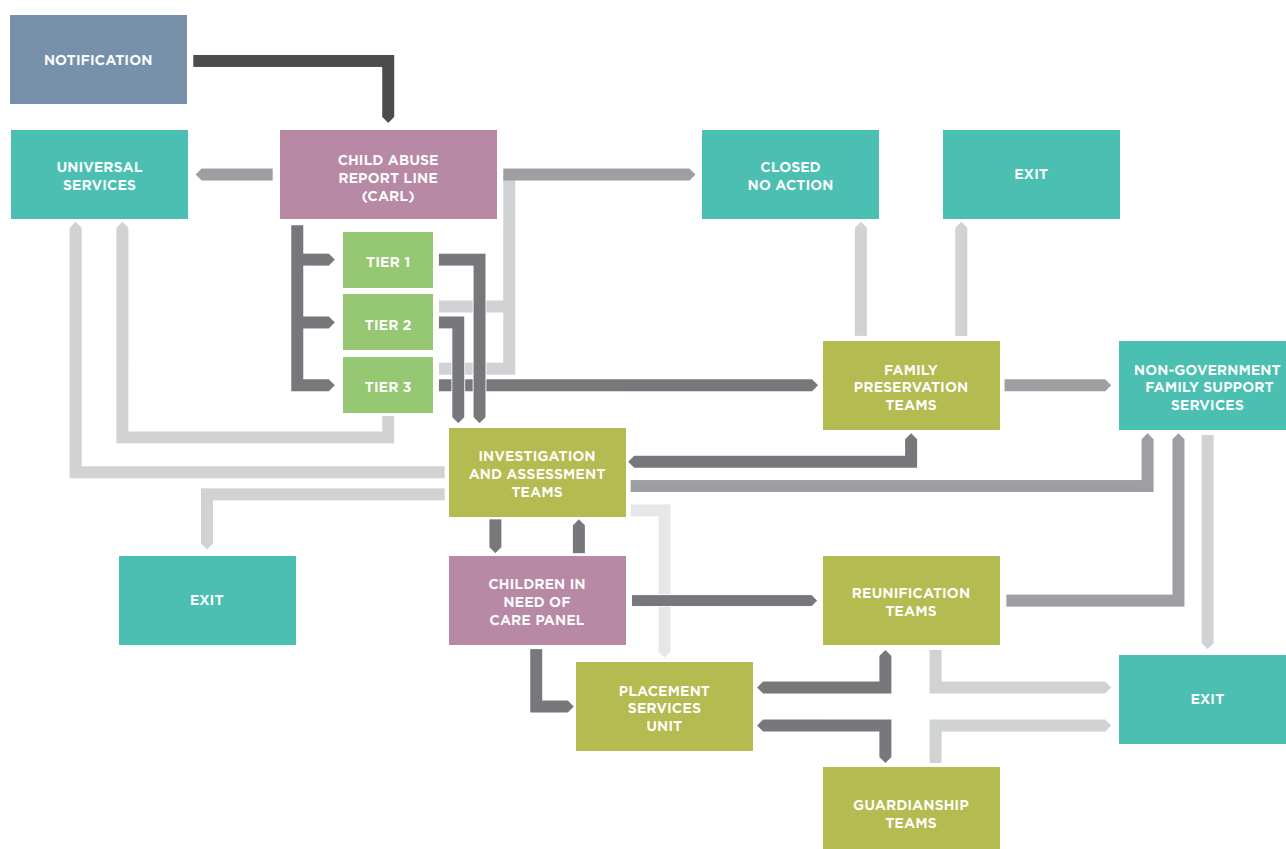 NOTIFICATION
UNIVERSAL
SERVICES
CHILD ABUSE
REPORT LINE
(CARL)
CLOSED
NO ACTION
EXIT
TIER 1
TIER 2
TIER 3
FAMILY
PRESERVATION
TEAMS
NON-GOVERNMENT
FAMILY SUPPORT
SERVICES
INVESTIGATION
AND ASSESSMENT
TEAMS
EXIT
CHILDREN IN
NEED OF
CARE PANEL
REUNIFICATION
TEAMS
PLACEMENT
SERVICES
UNIT
EXIT
GUARDIANSHIP
TEAMS